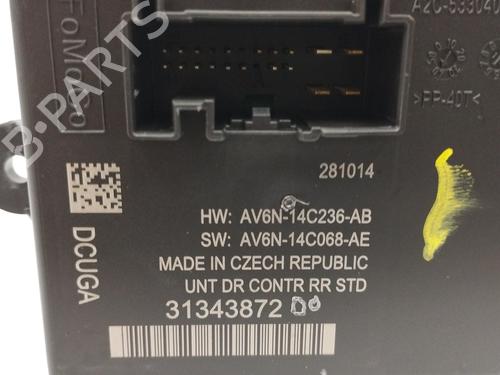 FoMoCo
A2C-533040
>PP-40T<
B-PARTS
281014
HW: AV6N-14C236-AB
SW: AV6N-14C068-AE
MADE IN CZECH REPUBLIC
UNT DR CONTR RR STD
31343872
DCUGA